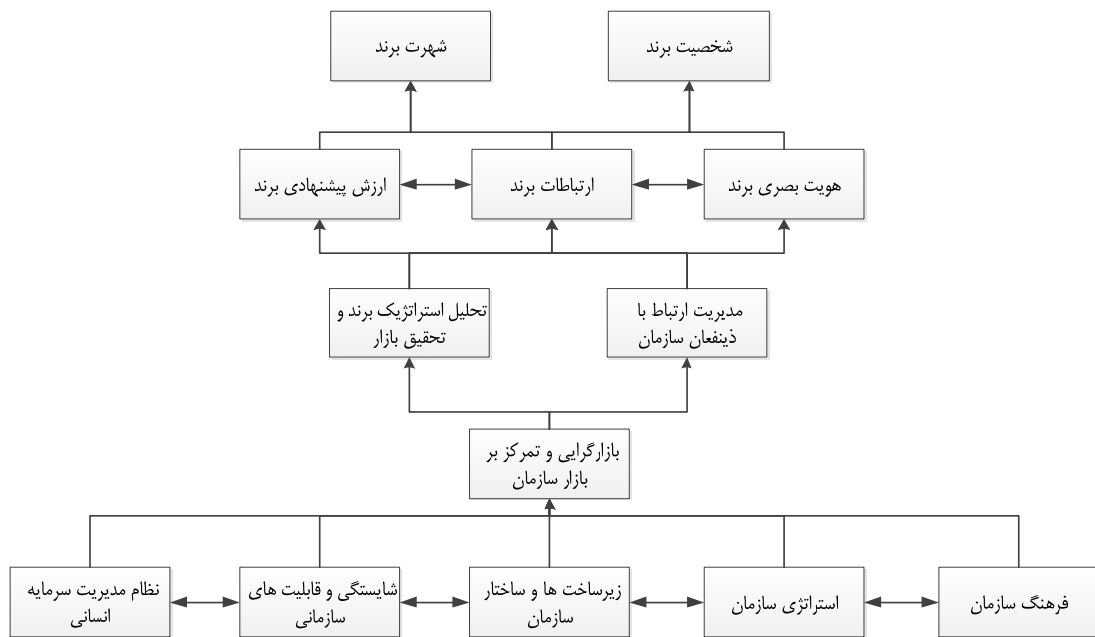 شخصیت برند
شهرت برند
هویت بصری برند
ارتباطات برند
ارزش پیشنهادی برند
مدیریت ارتباط با
ذینفعان سازمان
تحلیل استراتژیک برند و
تحقیق بازار
بازارگرایی و تمرکز بر
بازار سازمان
فرهنگ سازمان
استراتژی سازمان
زیرساخت ها و ساختار
سازمان
شایستگی و قابلیت های
سازمانی
نظام مدیریت سرمایه
انسانی